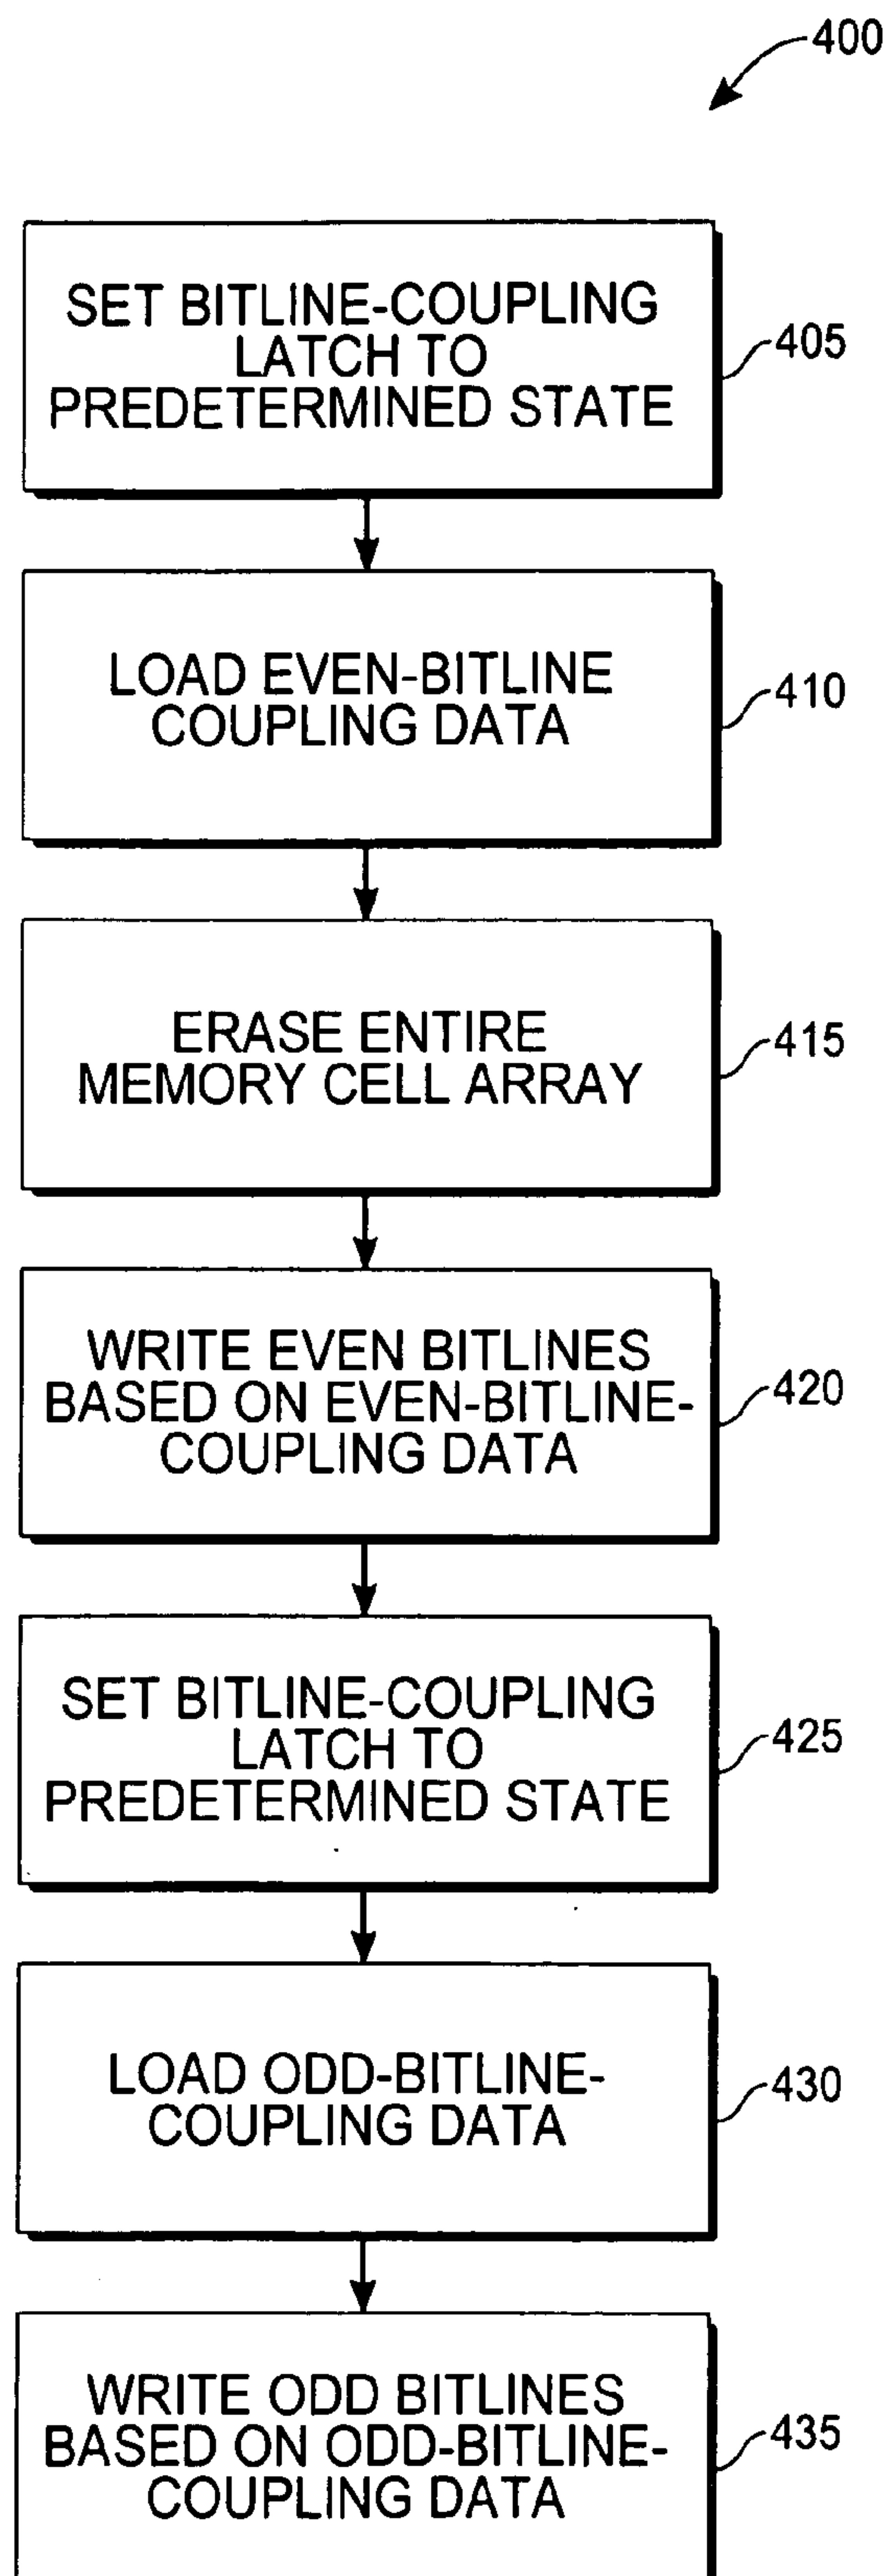 400
SET BITLINE-COUPLING
LATCH TO
PREDETERMINED STATE
405
LOAD EVEN-BITLINE
COUPLING DATA
410
ERASE ENTIRE
MEMORY CELL ARRAY
415
WRITE EVEN BITLINES
BASED ON EVEN-BITLINE-
COUPLING DATA
420
SET BITLINE-COUPLING
LATCH TO
PREDETERMINED STATE
425
LOAD ODD-BITLINE-
COUPLING DATA
430
WRITE ODD BITLINES
BASED ON ODD-BITLINE-
COUPLING DATA
435